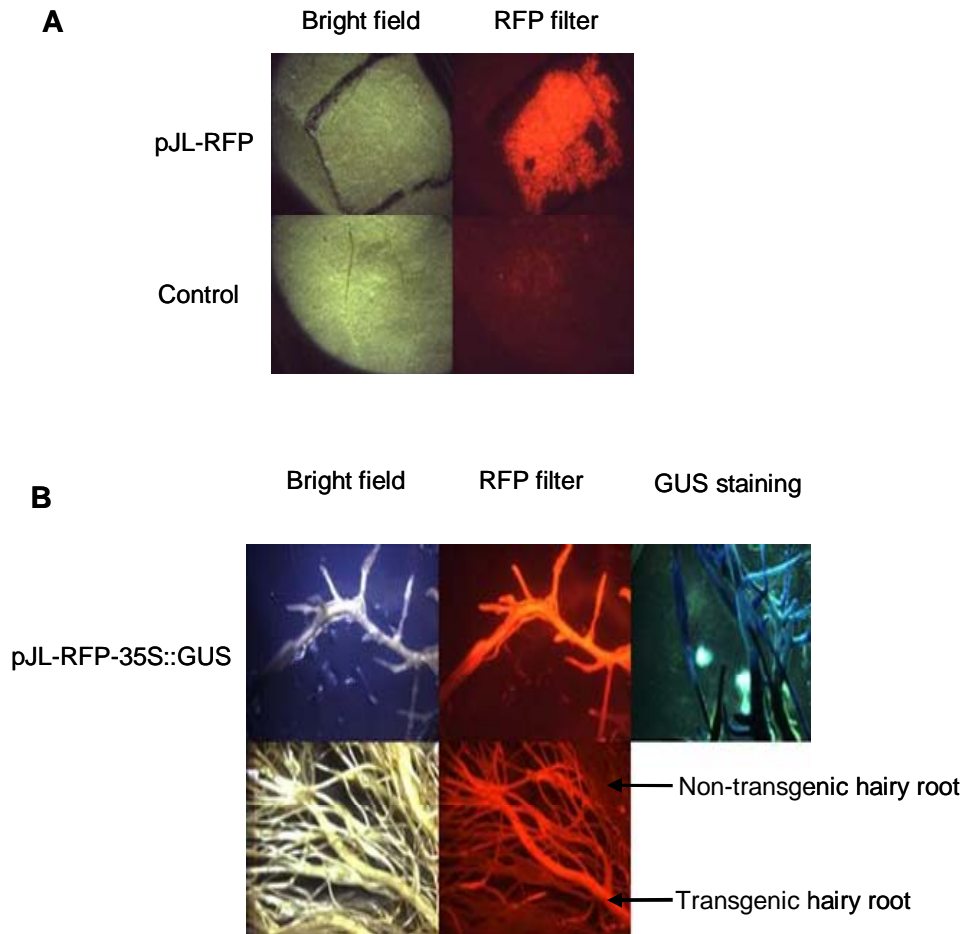 A
Bright field
RFP filter
pJL-RFP
Control
B
Bright field
RFP filter
GUS staining
pJL-RFP-35S::GUS
Non-transgenic hairy root
Transgenic hairy root